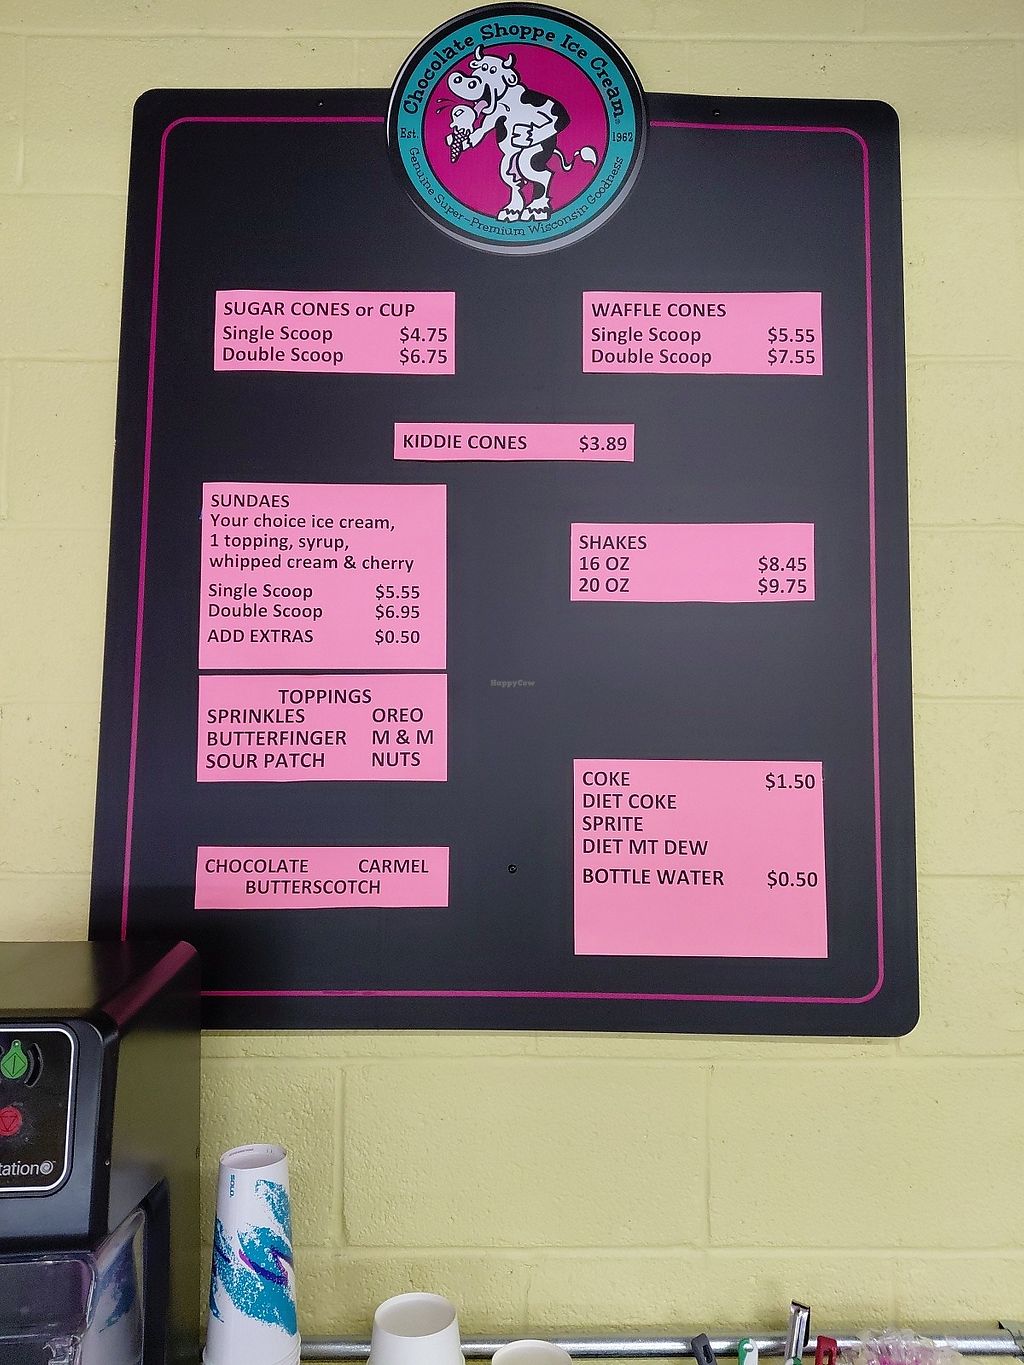 Chocolate Shoppe Ice Cream®
Est. 1962
Genuine Super-Premium Wisconsin Goodness
SUGAR CONES or CUP
Single Scoop $4.75
Double Scoop $6.75
WAFFLE CONES
Single Scoop $5.55
Double Scoop $7.55
KIDDIE CONES $3.89
SUNDAES
Your choice ice cream,
1 topping, syrup,
whipped cream & cherry
Single Scoop $5.55
Double Scoop $6.95
ADD EXTRAS $0.50
SHAKES
16 OZ $8.45
20 OZ $9.75
HappyCow
TOPPINGS
SPRINKLES OREO
BUTTERFINGER M & M
SOUR PATCH NUTS
COKE $1.50
DIET COKE
SPRITE
DIET MT DEW
BOTTLE WATER $0.50
CHOCOLATE CARMEL
BUTTERSCOTCH
tation
SOLO